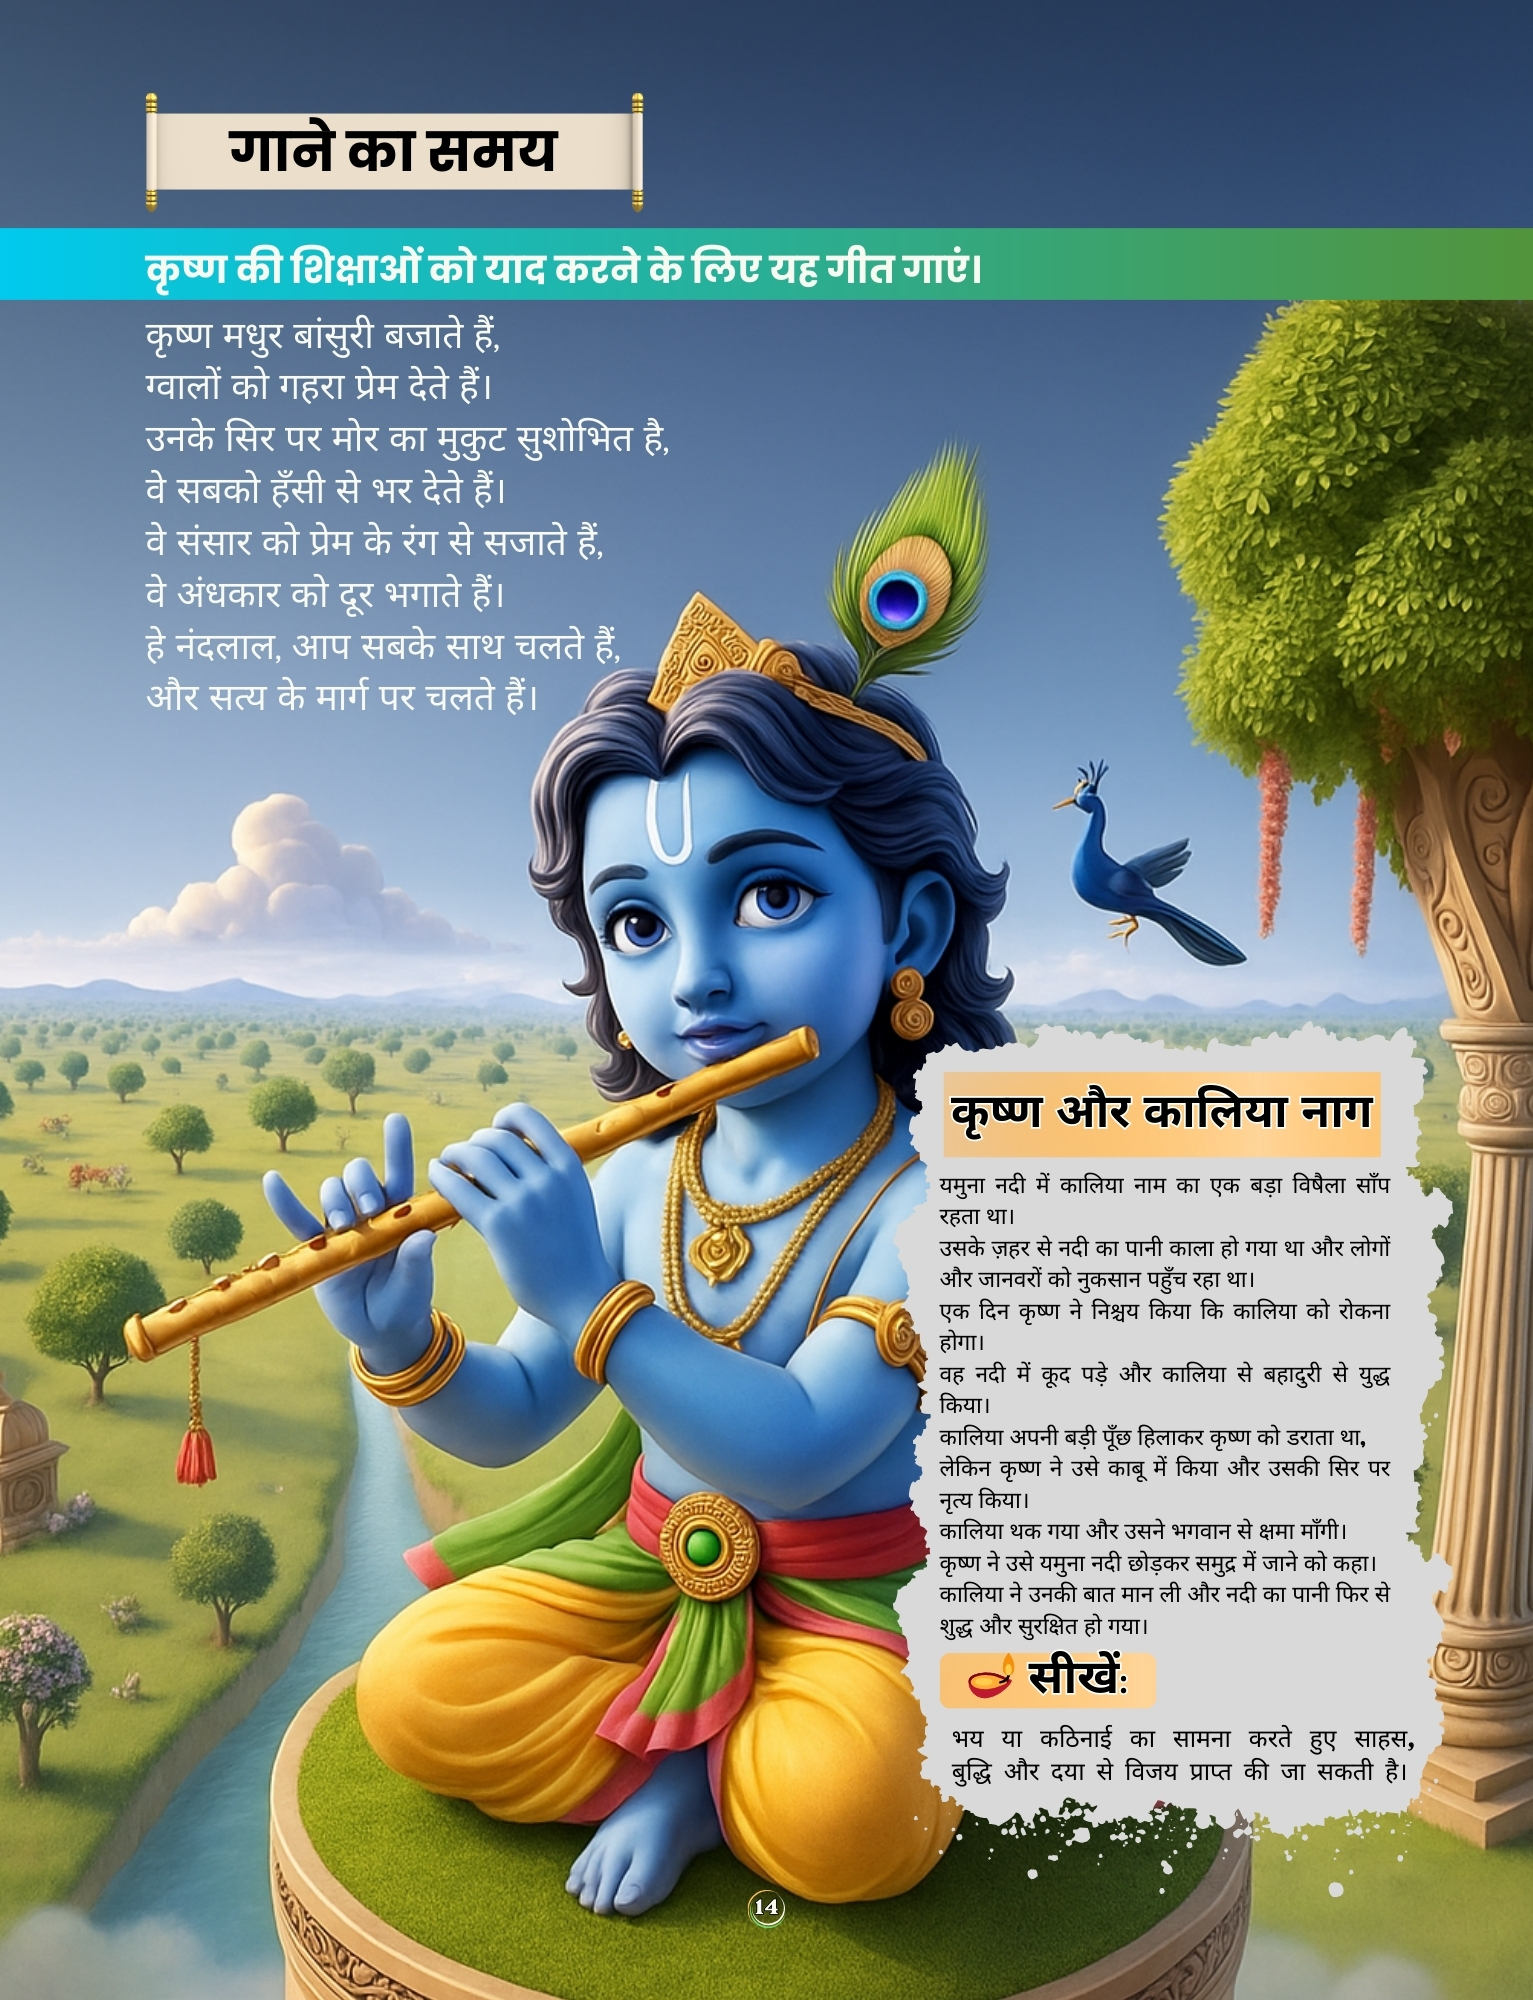 गाने का समय
कृष्ण की शिक्षाओं को याद करने के लिए यह गीत गाएं।
कृष्ण मधुर बांसुरी बजाते हैं,
ग्वालों को गहरा प्रेम देते हैं।
उनके सिर पर मोर का मुकुट सुशोभित है,
वे सबको हँसी से भर देते हैं।
वे संसार को प्रेम के रंग से सजाते हैं,
वे अंधकार को दूर भगाते हैं।
हे नंदलाल, आप सबके साथ चलते हैं,
और सत्य के मार्ग पर चलते हैं।
कृष्ण और कालिया नाग
यमुना नदी में कालिया नाम का एक बड़ा विषैला साँप
रहता था।
उसके ज़हर से नदी का पानी काला हो गया था और लोगों
और जानवरों को नुकसान पहुँच रहा था।
एक दिन कृष्ण ने निश्चय किया कि कालिया को रोकना
होगा।
वह नदी में कूद पड़े और कालिया से बहादुरी से युद्ध
किया।
कालिया अपनी बड़ी पूँछ हिलाकर कृष्ण को डराता था,
लेकिन कृष्ण ने उसे काबू में किया और उसकी सिर पर
नृत्य किया।
कालिया थक गया और उसने भगवान से क्षमा माँगी।
कृष्ण ने उसे यमुना नदी छोड़कर समुद्र में जाने को कहा।
कालिया ने उनकी बात मान ली और नदी का पानी फिर से
शुद्ध और सुरक्षित हो गया।
सीखें:
भय या कठिनाई का सामना करते हुए साहस,
बुद्धि और दया से विजय प्राप्त की जा सकती है।
14